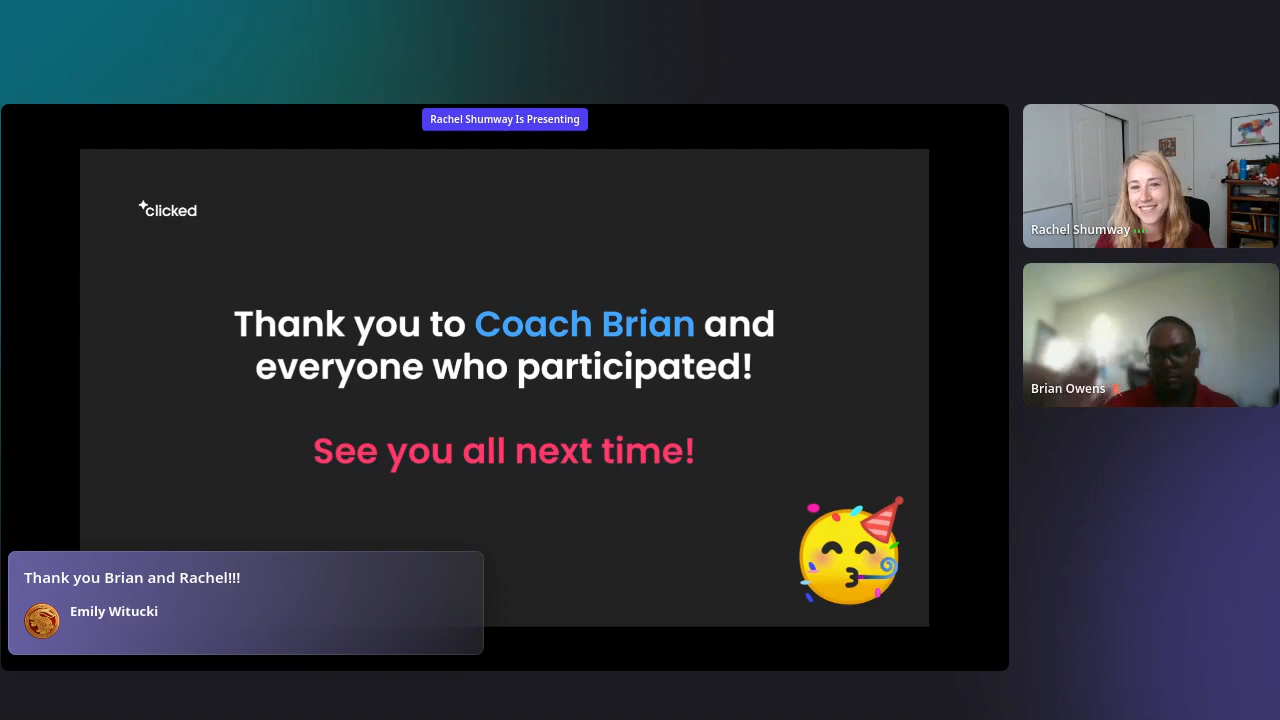 Rachel Shumway Is Presenting
clicked
Thank you to Coach Brian and
everyone who participated!
See you all next time!
Thank you Brian and Rachel!!!
Emily Witucki
Rachel Shumway
Brian Owens